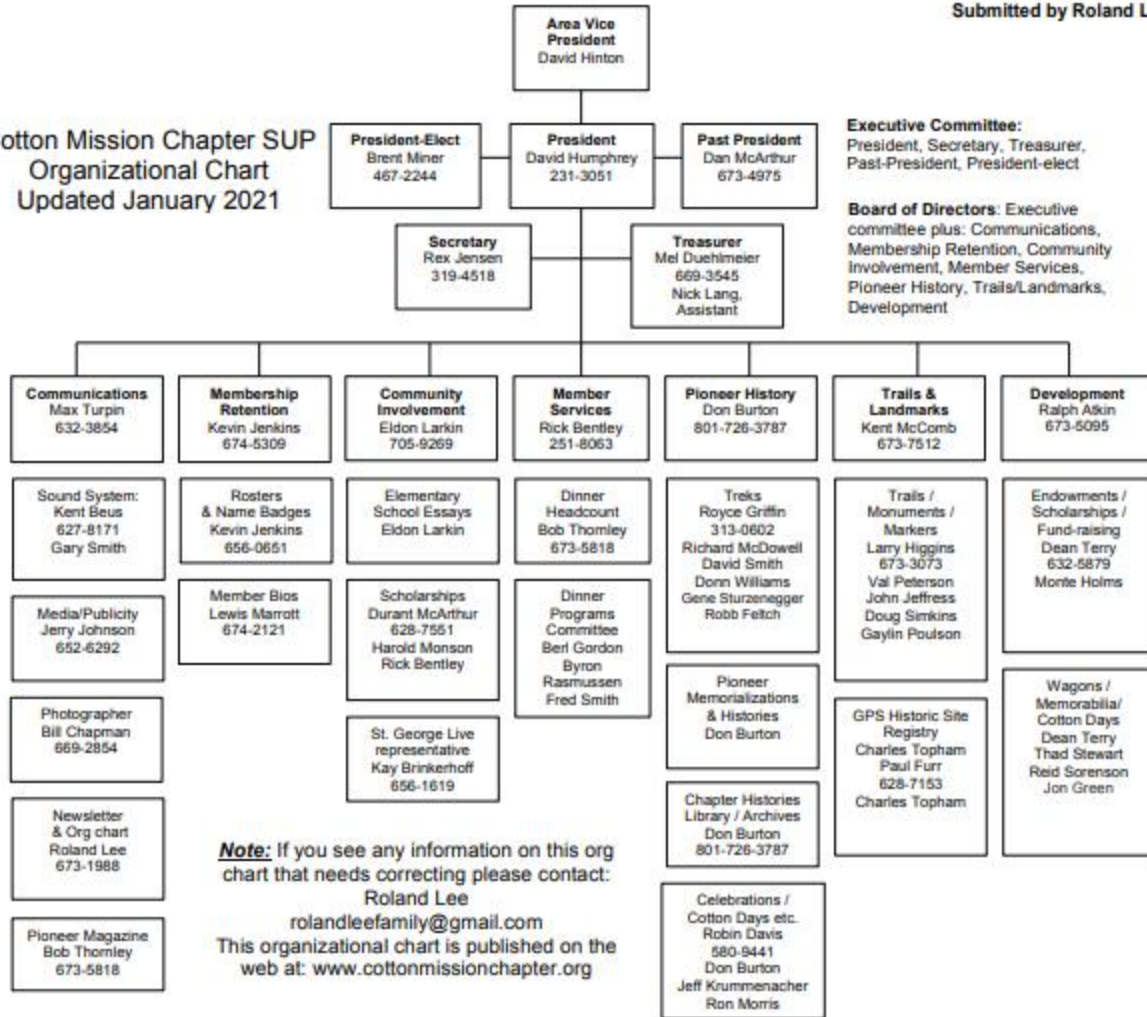 Submitted by Roland L
Area Vice
President
David Hinton
otton Mission Chapter SUP
Organizational Chart
Updated January 2021
President-Elect
Brent Miner
467-2244
President
David Humphrey
231-3051
Past President
Dan McArthur
673-4975
Executive Committee:
President, Secretary, Treasurer,
Past-President, President-elect
Board of Directors: Executive
committee plus: Communications,
Membership Retention, Community
Involvement, Member Services,
Pioneer History, Trails/Landmarks,
Development
Secretary
Rex Jensen
319-4518
Treasurer
Mel Duehlmeier
669-3545
Nick Lang,
Assistant
Communications
Max Turpin
632-3854
Membership
Retention
Kevin Jenkins
674-5309
Community
Involvement
Eldon Larkin
705-9269
Member
Services
Rick Bentley
251-8063
Pioneer History
Don Burton
801-726-3787
Trails &
Landmarks
Kent McComb
673-7512
Development
Ralph Atkin
673-5095
Sound System:
Kent Beus
627-8171
Gary Smith
Rosters
& Name Badges
Kevin Jenkins
656-0651
Elementary
School Essays
Eldon Larkin
Dinner
Headcount
Bob Thornley
673-5818
Treks
Royce Griffin
313-0602
Richard McDowell
David Smith
Donn Williams
Gene Sturzenegger
Robb Feltch
Trails /
Monuments /
Markers
Larry Higgins
673-3073
Val Peterson
John Jeffress
Doug Simkins
Gaylin Poulson
Endowments /
Scholarships /
Fund-raising
Dean Terry
632-5879
Monte Holms
Media/Publicity
Jerry Johnson
652-6292
Member Bios
Lewis Marrott
674-2121
Scholarships
Durant McArthur
628-7551
Harold Monson
Rick Bentley
Dinner
Programs
Committee
Berl Gordon
Byron
Rasmussen
Fred Smith
Pioneer
Memorializations
& Histories
Don Burton
GPS Historic Site
Registry
Charles Topham
Paul Furr
628-7153
Charles Topham
Wagons /
Memorabilia/
Cotton Days
Dean Terry
Thad Stewart
Reid Sorenson
Jon Green
Photographer
Bill Chapman
669-2854
St. George Live
representative
Kay Brinkerhoff
656-1619
Chapter Histories
Library / Archives
Don Burton
801-726-3787
Newsletter
& Org chart
Roland Lee
673-1988
Celebrations /
Cotton Days etc.
Robin Davis
580-9441
Don Burton
Jeff Krummenacher
Ron Morris
Pioneer Magazine
Bob Thornley
673-5818
Note: If you see any information on this org
chart that needs correcting please contact:
Roland Lee
rolandleefamily@gmail.com
This organizational chart is published on the
web at: www.cottonmissionchapter.org